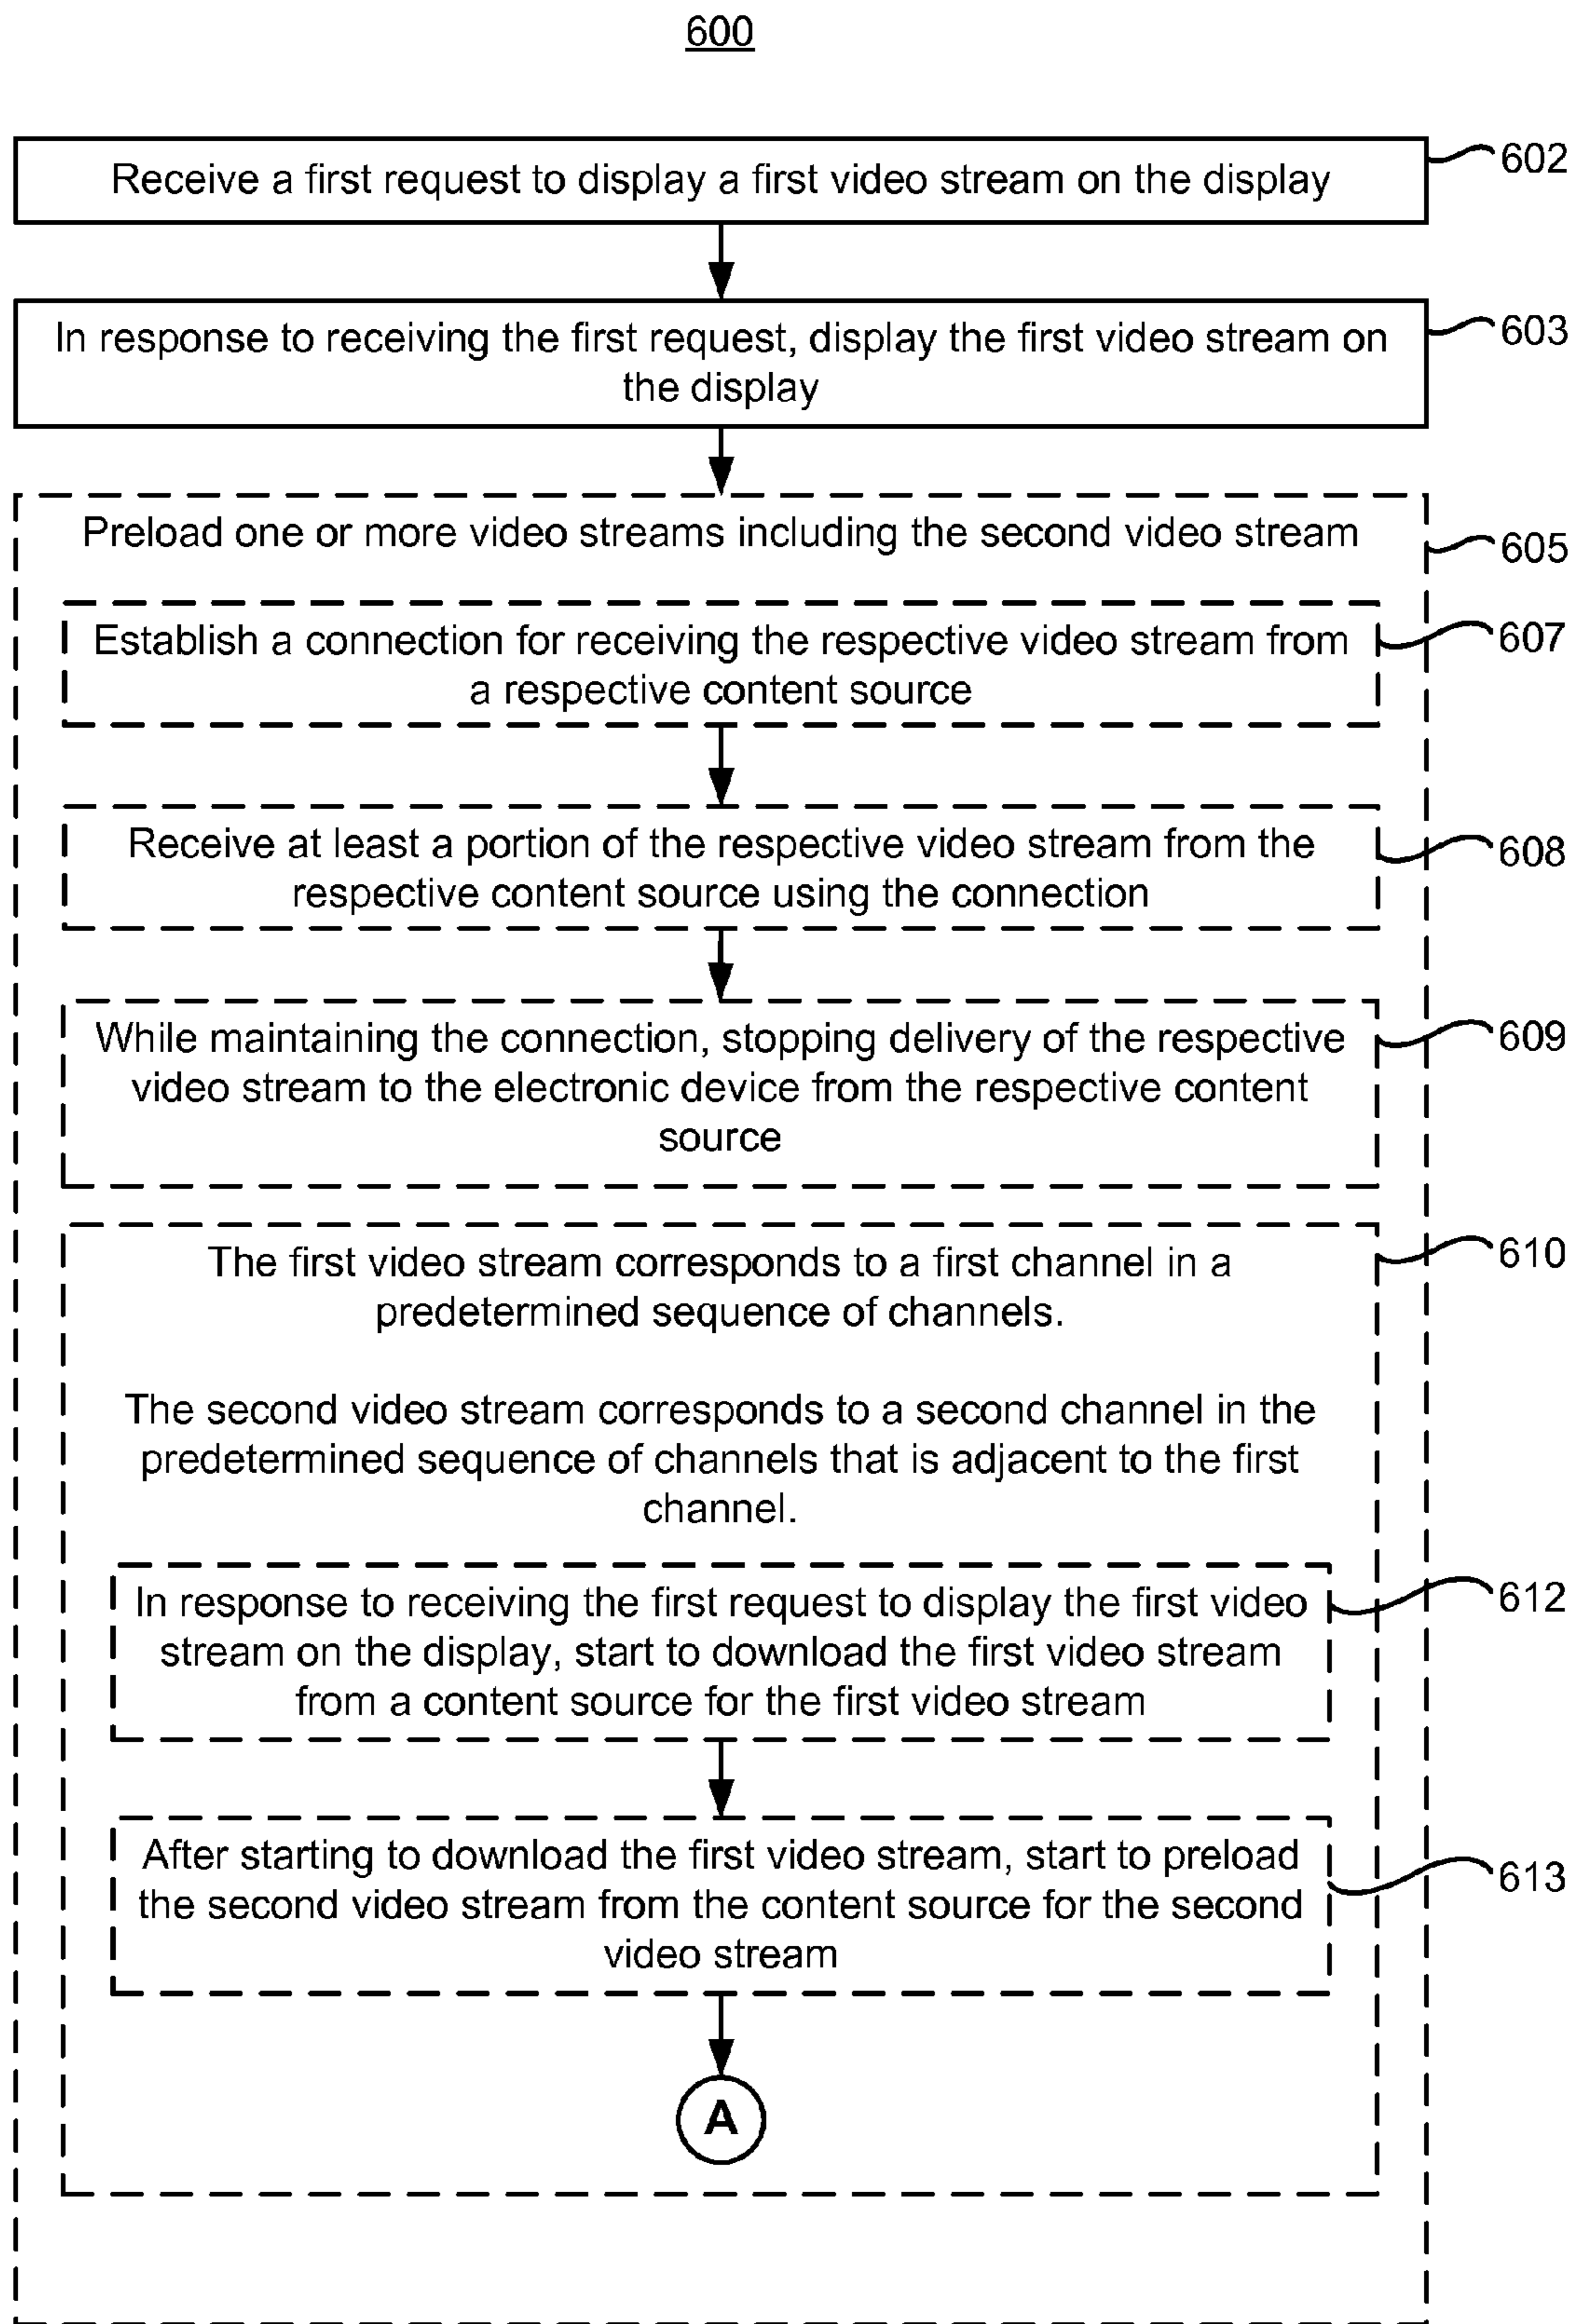 600
Receive a first request to display a first video stream on the display
602
In response to receiving the first request, display the first video stream on
the display
603
Preload one or more video streams including the second video stream
605
Establish a connection for receiving the respective video stream from
a respective content source
607
Receive at least a portion of the respective video stream from the
respective content source using the connection
608
While maintaining the connection, stopping delivery of the respective
video stream to the electronic device from the respective content
source
609
The first video stream corresponds to a first channel in a
predetermined sequence of channels.
610
The second video stream corresponds to a second channel in the
predetermined sequence of channels that is adjacent to the first
channel.
In response to receiving the first request to display the first video
stream on the display, start to download the first video stream
from a content source for the first video stream
612
After starting to download the first video stream, start to preload
the second video stream from the content source for the second
video stream
613
A